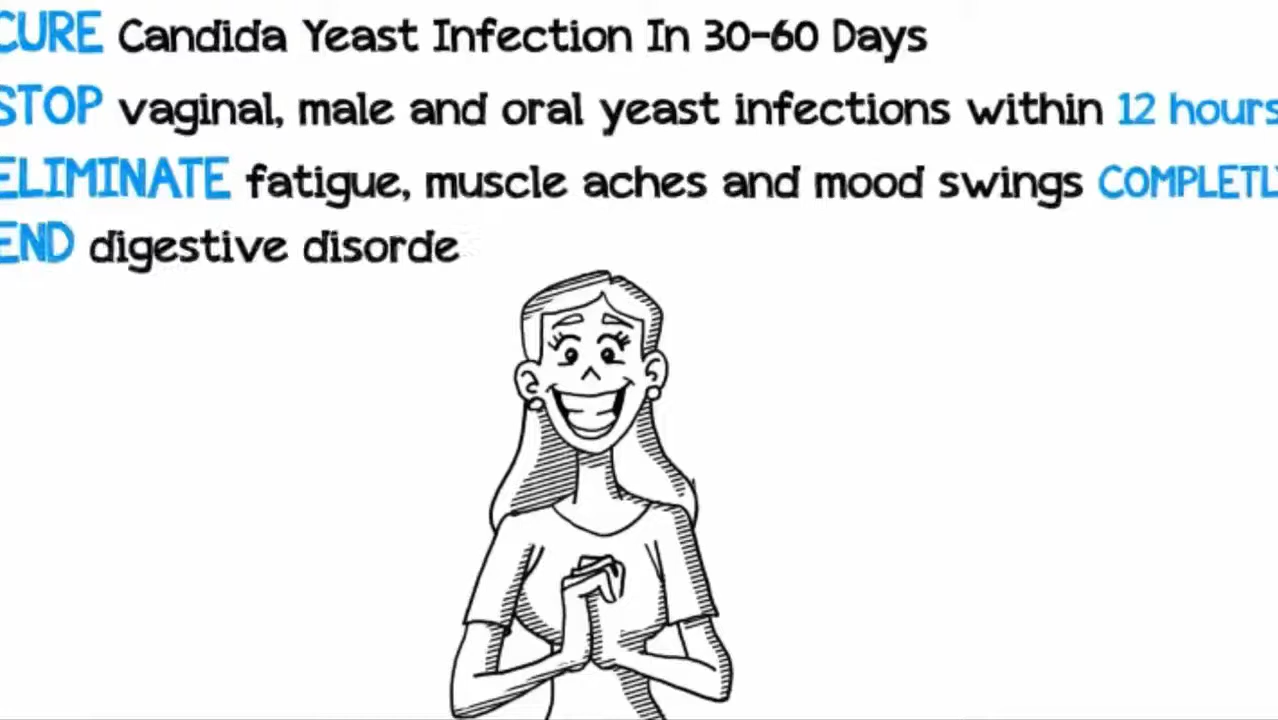 CURE Candida Yeast Infection In 30-60 Days
STOP vaginal, male and oral yeast infections within 12 hours
ELIMINATE fatigue, muscle aches and mood swings COMPLETLY
END digestive disorde